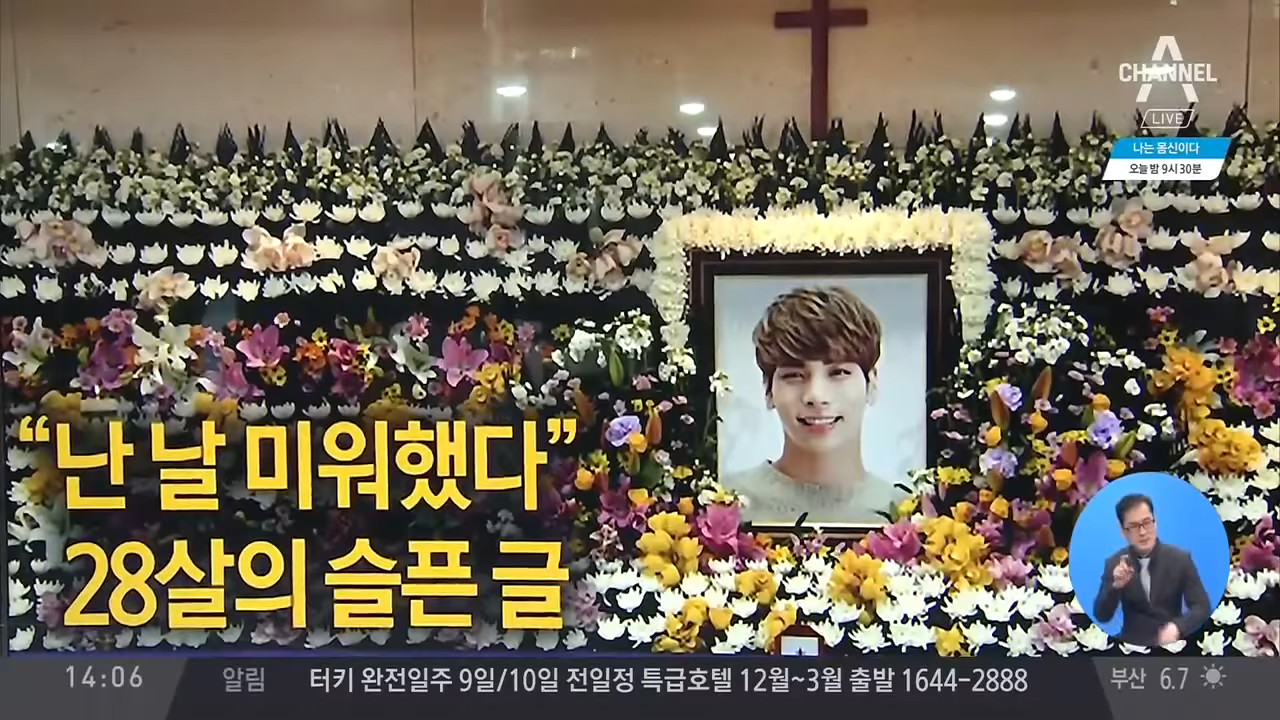 CHANNEL A
LIVE
나는 몸신이다
오늘 밤 9시 30분
“난 날 미워했다”
28살의 슬픈 글
14:06 알림 터키 완전일주 9일/10일 전일정 특급호텔 12월~3월 출발 1644-2888 부산 6.7